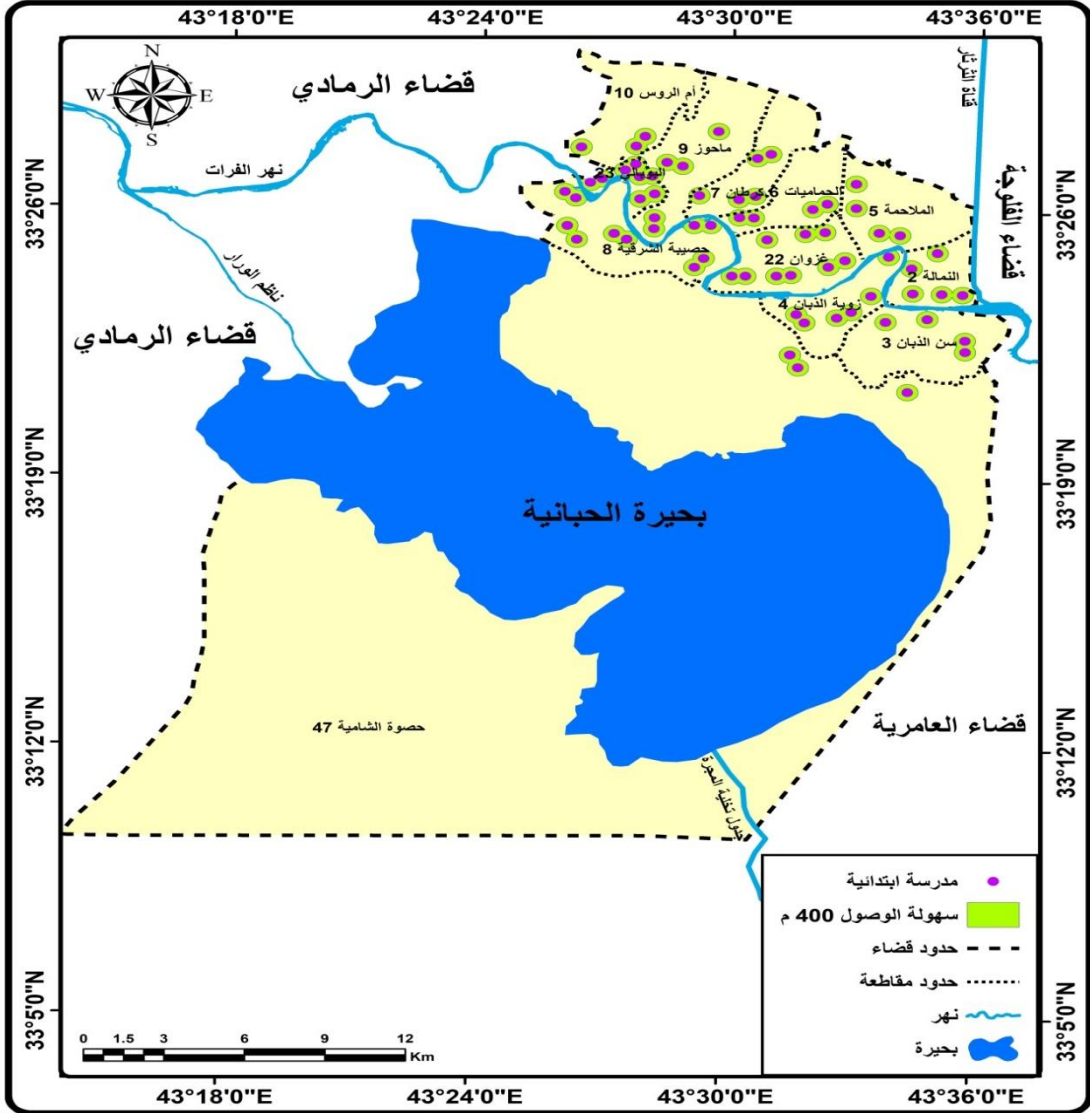 43°18'0"E
43°24'0"E
43°30'0"E
43°36'0"E
N
W
E
S
قضاء الرمادي
نهر الفرات
ناظم الورار
قضاء الرمادي
قناة الثرثار
قضاء الفلوجة
أم الروس 10
ماحوز 9
البوبالي 23
كرطان 7
الحماميات 6
الملاحمة 5
حصيبة الشرقية 8
غزوان 22
النمالة 2
زوية الذبان 4
سن الذبان 3
بحيرة الحبانية
حصوة الشامية 47
قضاء العامرية
جدول تخلية المجرة
33°26'0"N
33°19'0"N
33°12'0"N
33°5'0"N
33°26'0"N
33°19'0"N
33°12'0"N
33°5'0"N
مدرسة ابتدائية
سهولة الوصول 400 م
حدود قضاء
حدود مقاطعة
نهر
بحيرة
0 1.5 3 6 9 12
Km
43°18'0"E
43°24'0"E
43°30'0"E
43°36'0"E